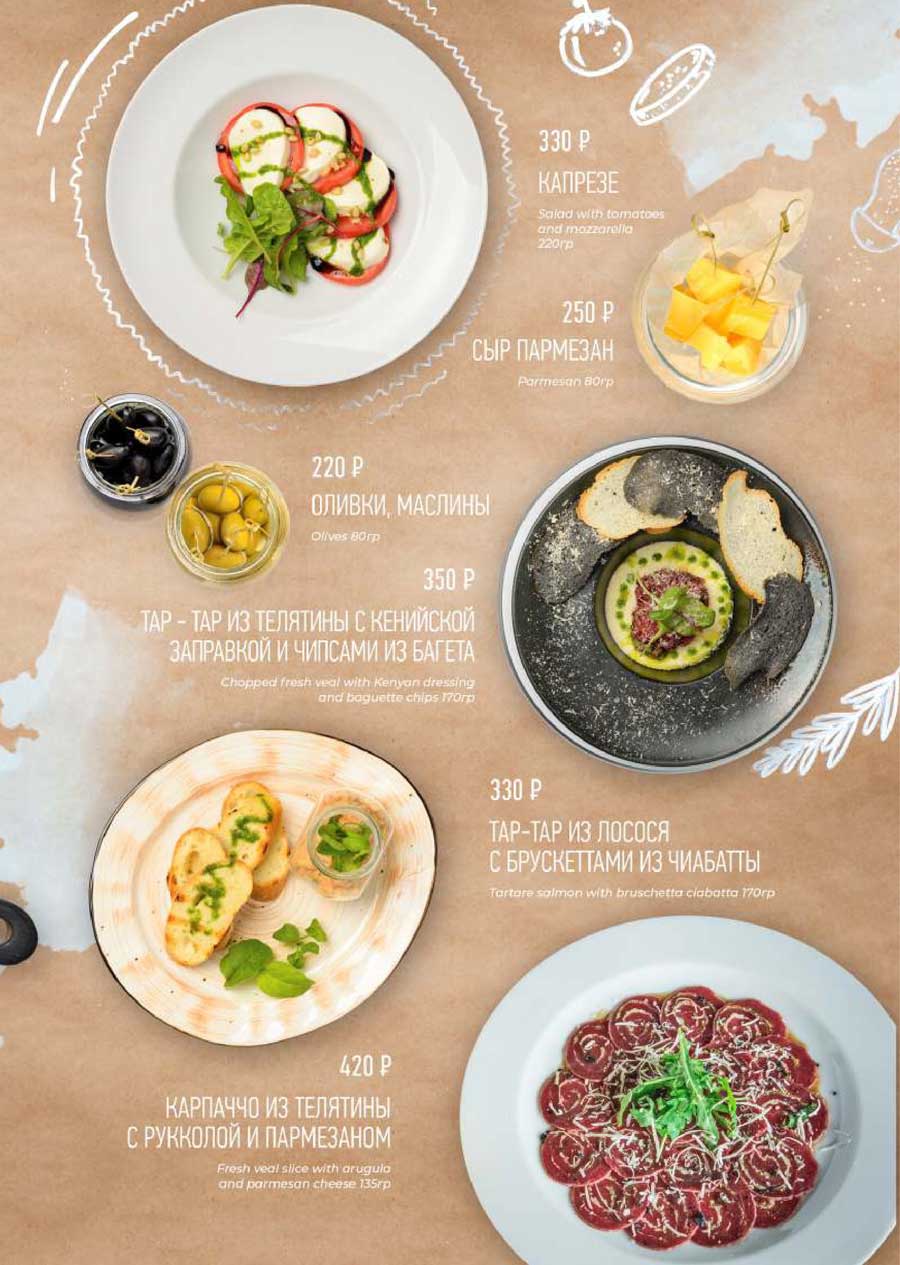 330 ₽
КАПРЕЗЕ
Salad with tomatoes
and mozzarella
220гр
250 ₽
СЫР ПАРМЕЗАН
Parmesan 80гр
220 ₽
ОЛИВКИ, МАСЛИНЫ
Olives 80гр
350 ₽
ТАР - ТАР ИЗ ТЕЛЯТИНЫ С КЕНИЙСКОЙ
ЗАПРАВКОЙ И ЧИПСАМИ ИЗ БАГЕТА
Chopped fresh veal with Kenyan dressing
and baguette chips 170гр
330 ₽
ТАР-ТАР ИЗ ЛОСОСЯ
С БРУСКЕТТАМИ ИЗ ЧИАБАТТЫ
Tartare salmon with bruschetta ciabatta 170гр
420 ₽
КАРПАЧЧО ИЗ ТЕЛЯТИНЫ
С РУККОЛОЙ И ПАРМЕЗАНОМ
Fresh veal slice with arugula
and parmesan cheese 135гр